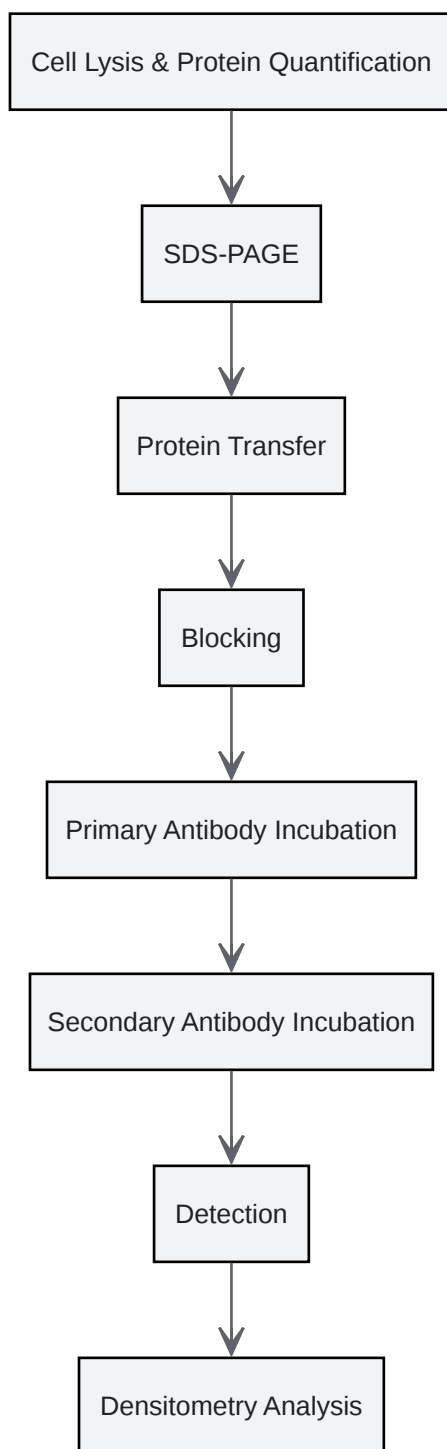 Cell Lysis & Protein Quantification
SDS-PAGE
Protein Transfer
Blocking
Primary Antibody Incubation
Secondary Antibody Incubation
Detection
Densitometry Analysis